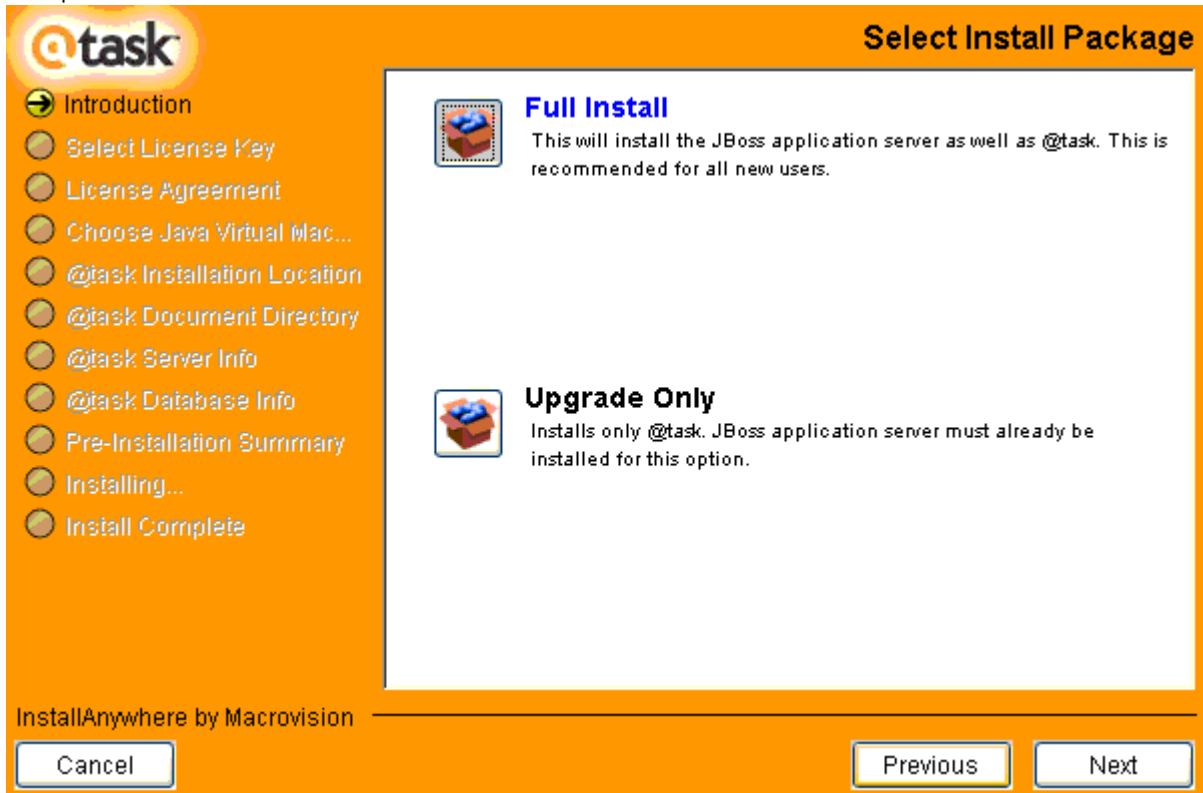 @task
Select Install Package
Introduction
Select License Key
License Agreement
Choose Java Virtual Mac...
@task Installation Location
@task Document Directory
@task Server Info
@task Database Info
Pre-Installation Summary
Installing...
Install Complete
Full Install
This will install the JBoss application server as well as @task. This is
recommended for all new users.
Upgrade Only
Installs only @task. JBoss application server must already be
installed for this option.
InstallAnywhere by Macrovision
Cancel
Previous
Next